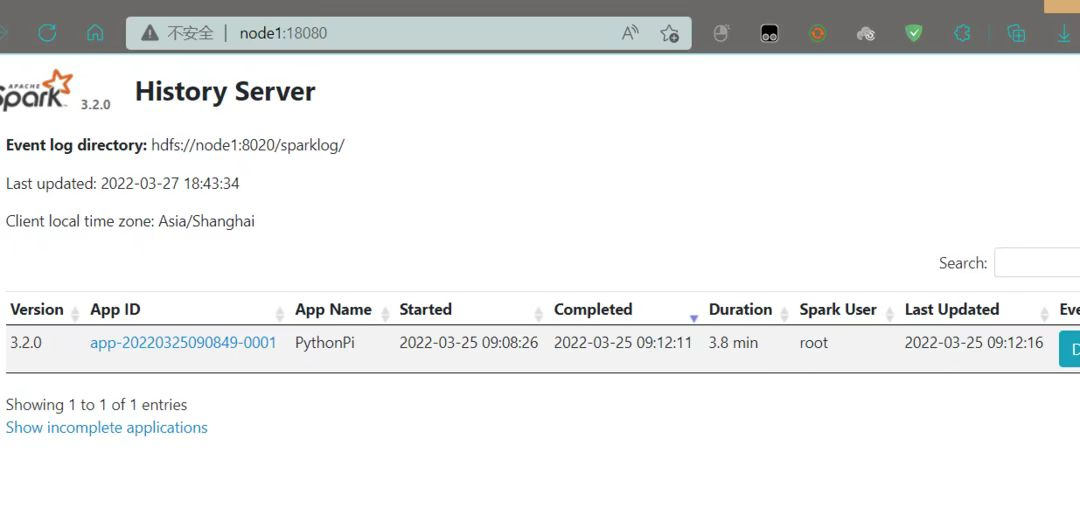 不安全 | node1:18080
APACHE
Spark 3.2.0 History Server
Event log directory: hdfs://node1:8020/sparklog/
Last updated: 2022-03-27 18:43:34
Client local time zone: Asia/Shanghai
Search:
Version App ID App Name Started Completed Duration Spark User Last Updated Eve
3.2.0 app-20220325090849-0001 PythonPi 2022-03-25 09:08:26 2022-03-25 09:12:11 3.8 min root 2022-03-25 09:12:16 D
Showing 1 to 1 of 1 entries
Show incomplete applications